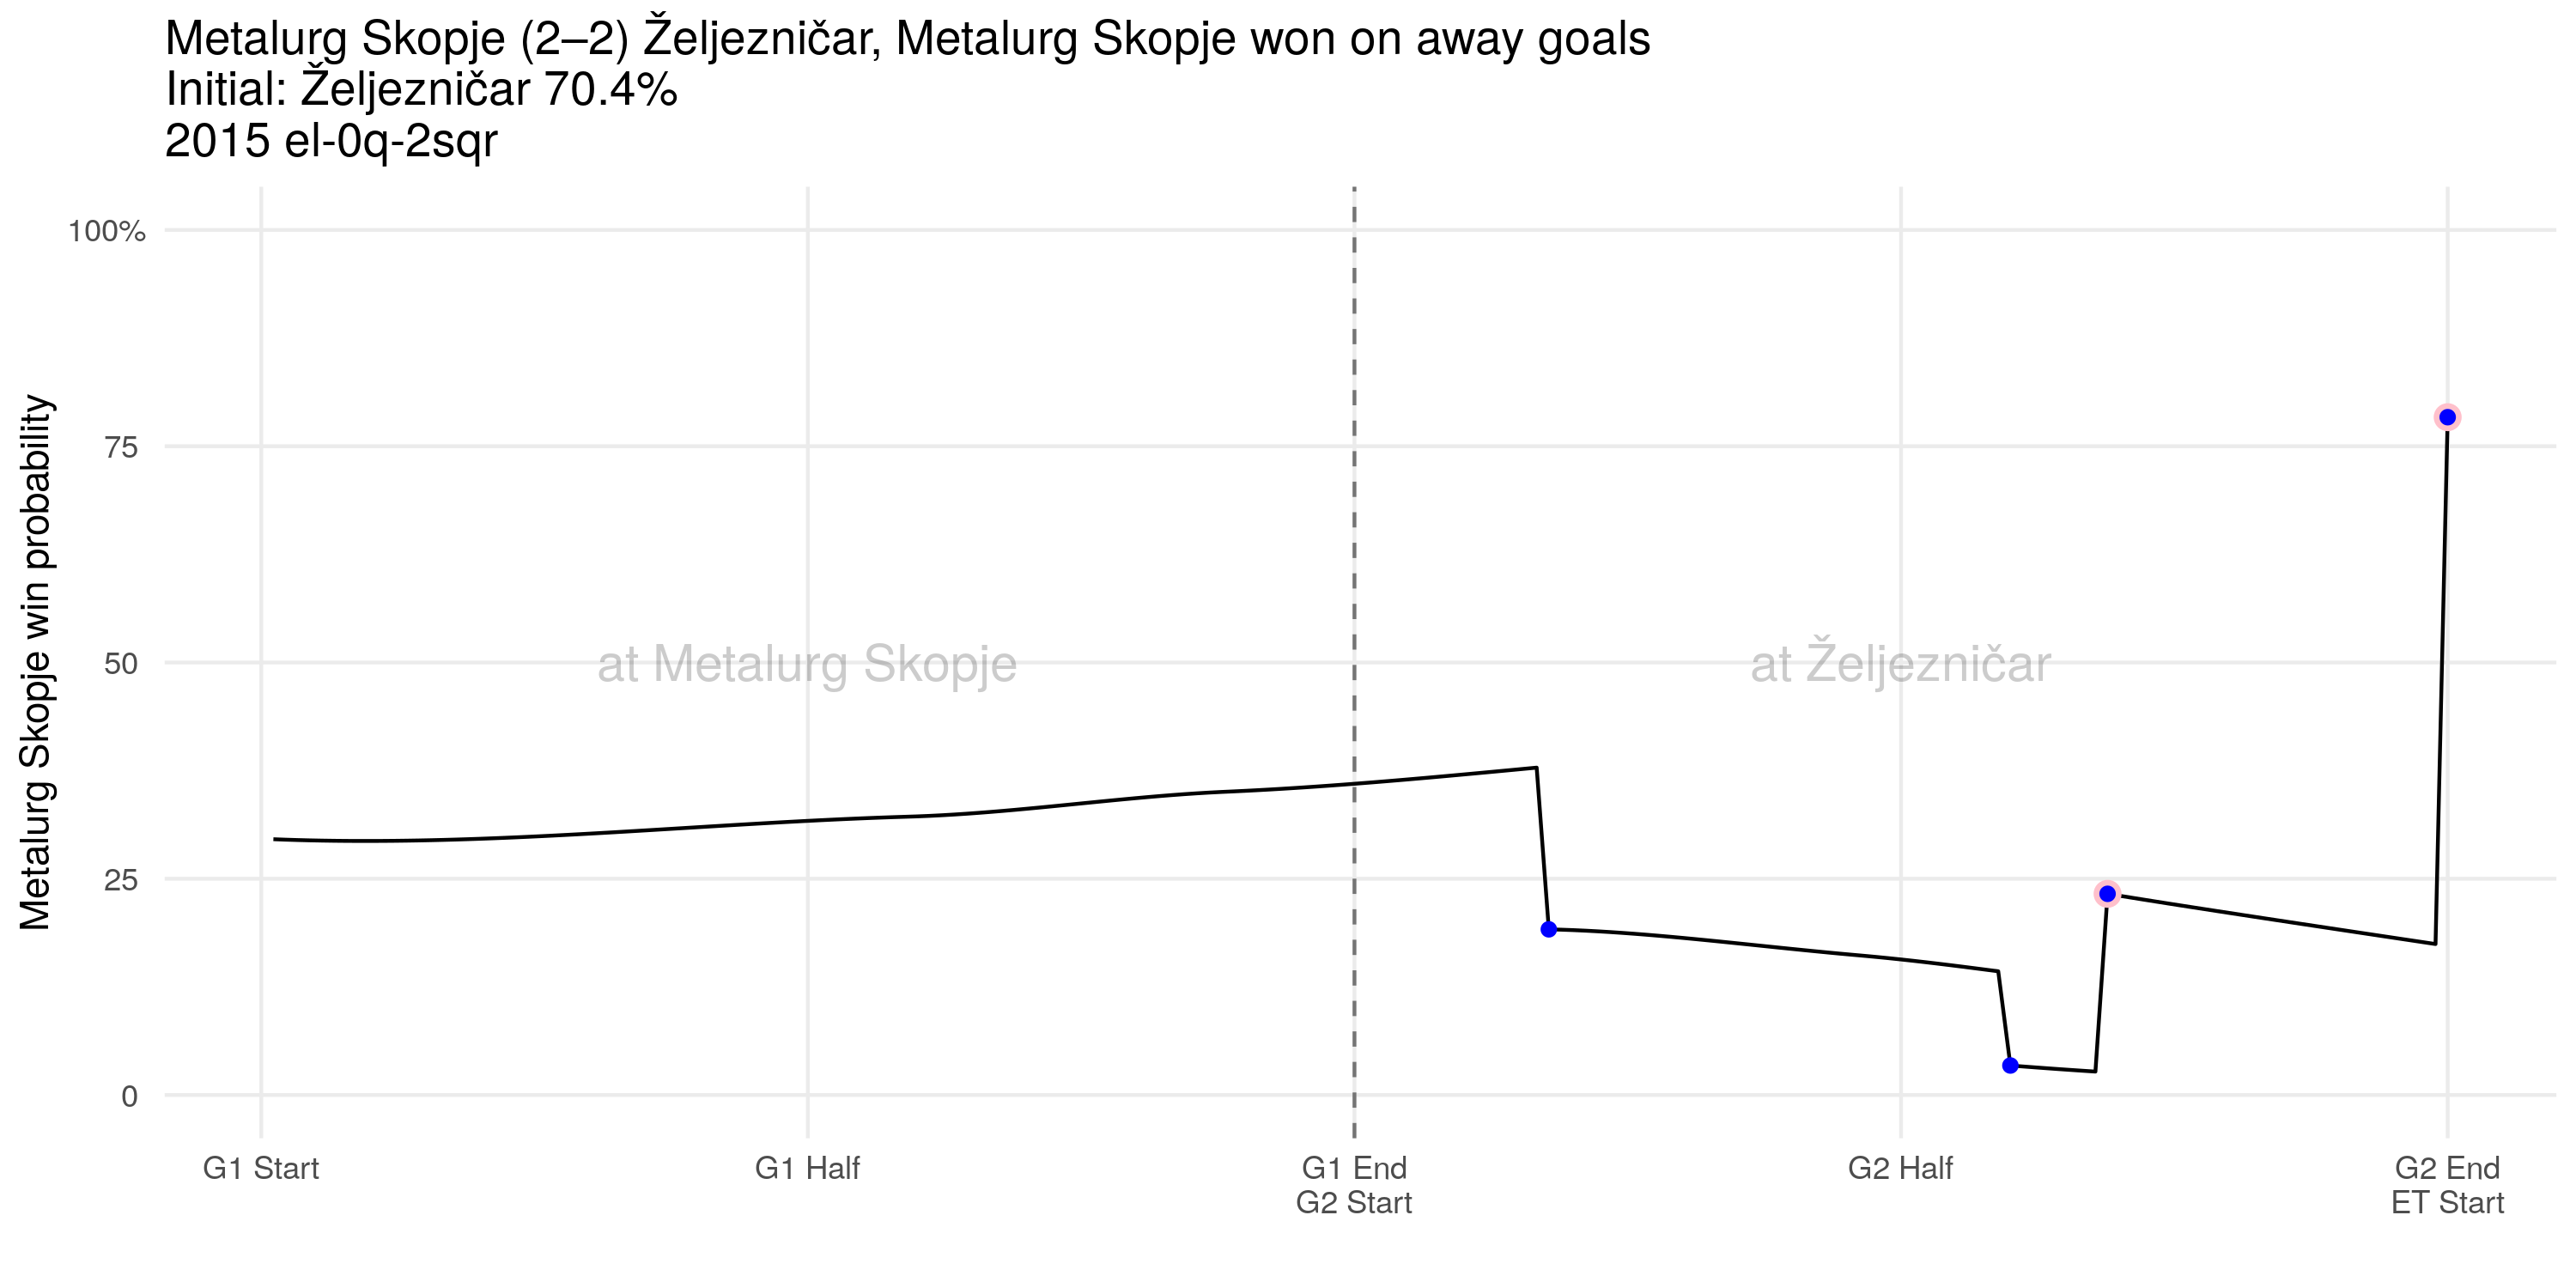 Metalurg Skopje (2–2) Željezničar, Metalurg Skopje won on away goals
Initial: Željezničar 70.4%
2015 el-0q-2sqr
Metalurg Skopje win probability
100%
75
50
25
0
at Metalurg Skopje
at Željezničar
G1 Start
G1 Half
G1 End
G2 Start
G2 Half
G2 End
ET Start